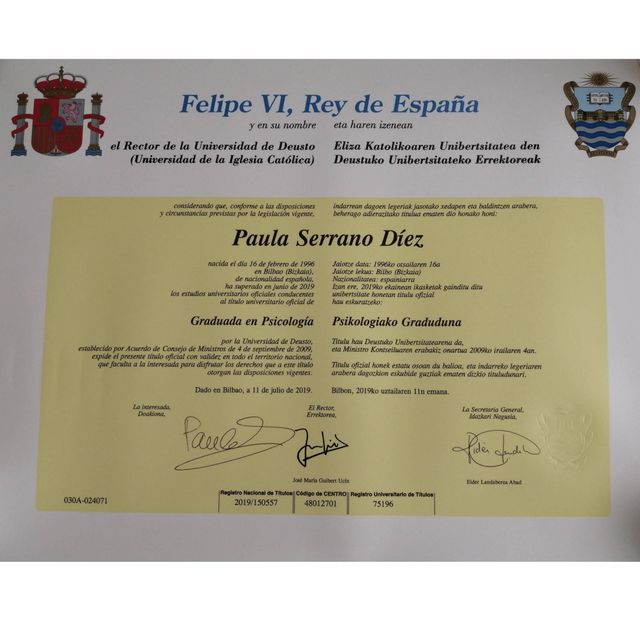 Felipe VI, Rey de España
y en su nombre   eta haren izenean
el Rector de la Universidad de Deusto
(Universidad de la Iglesia Católica)
Eliza Katolikoaren Unibertsitatea den
Deustuko Unibertsitateko Errektoreak
considerando que, conforme a las disposiciones
y circunstancias previstas por la legislación vigente,
indarrean dagoen legeriak jasotako xedapen eta baldintzen arabera,
beherago adierazitako titulua ematen dio honako honi:
Paula Serrano Díez
nacida el día 16 de febrero de 1996
en Bilbao (Bizkaia),
de nacionalidad española,
ha superado en junio de 2019
los estudios universitarios oficiales conducentes
al título universitario oficial de
Jaiotze data: 1996ko otsailaren 16a
Jaiotze lekua: Bilbo (Bizkaia)
Nazionalitatea: espainiarra
Izan ere, 2019ko ekainean ikasketak gainditu ditu
unibertsitate honetan titulu ofizial
hau eskuratzeko:
Graduada en Psicología
Psikologiako Graduduna
por la Universidad de Deusto,
establecido por Acuerdo de Consejo de Ministros de 4 de septiembre de 2009,
expide el presente título oficial con validez en todo el territorio nacional,
que faculta a la interesada para disfrutar los derechos que a este título
otorgan las disposiciones vigentes.
Titulu hau Deustuko Unibertsitatearena da,
eta Ministro Kontseiluaren erabakiz onartua 2009ko irailaren 4an.
Titulu ofizial honek estatu osoan du balioa, eta indarreko legeriaren
arabera dagozkion eskubide guztiak ematen dizkio tituludunari.
Dado en Bilbao, a 11 de julio de 2019.
Bilbon, 2019ko uztailaren 11n emana.
La interesada,
Doakiona,
El Rector,
Errektorea,
La Secretaria General,
Idazkari Nagusia,
José María Guibert Ucín
Eider Landaberea Abad
030A-024071
Registro Nacional de Títulos
2019/150557
Código de CENTRO
48012701
Registro Universitario de Títulos
75196